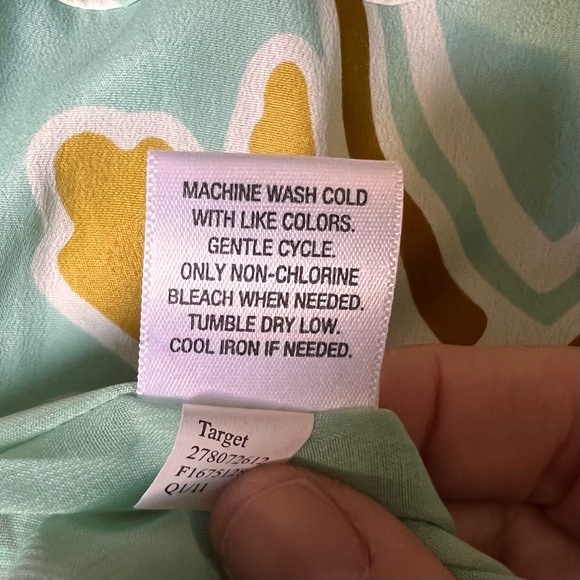 MACHINE WASH COLD
WITH LIKE COLORS.
GENTLE CYCLE.
ONLY NON-CHLORINE
BLEACH WHEN NEEDED.
TUMBLE DRY LOW.
COOL IRON IF NEEDED.
Target